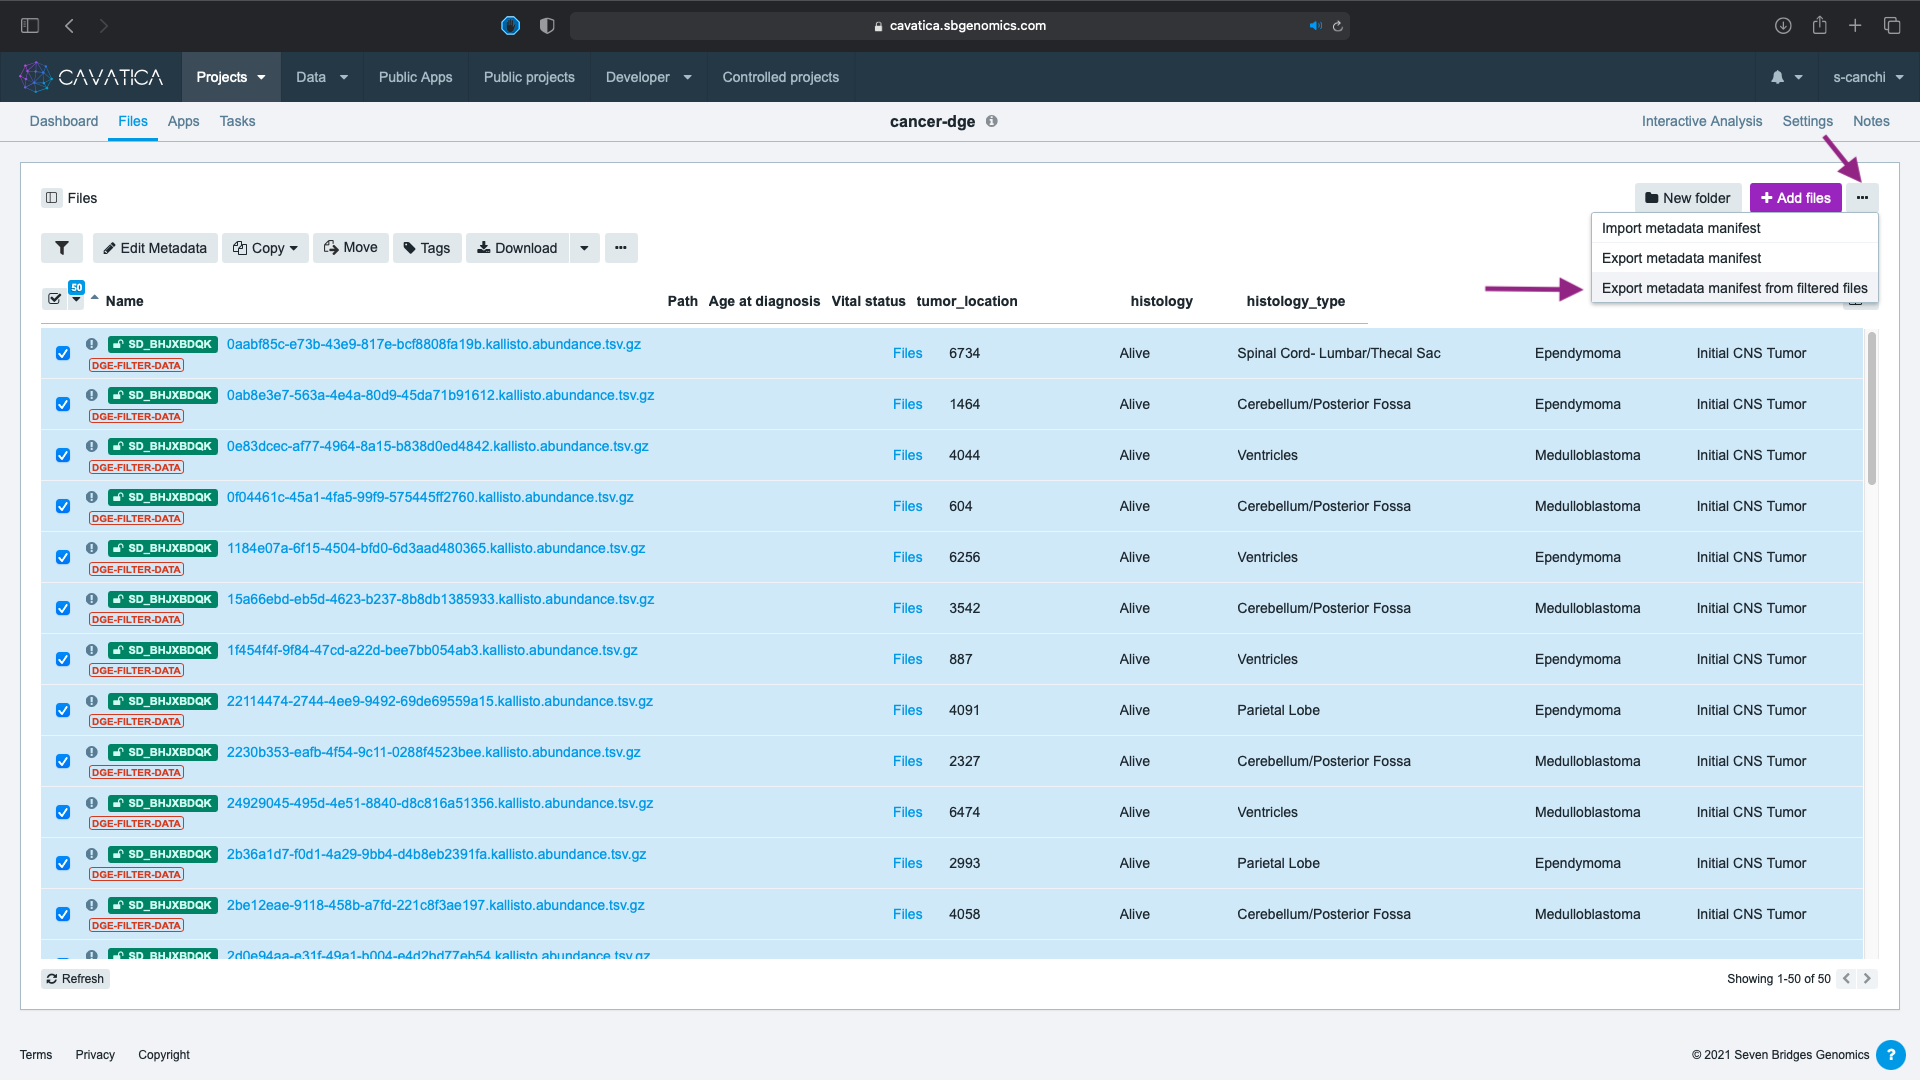 cavatica.sbgenomics.com
CAVATICA Projects Data Public Apps Public projects Developer Controlled projects s-canchi
Dashboard Files Apps Tasks cancer-dge Interactive Analysis Settings Notes
Files New folder + Add files ...
Import metadata manifest
Edit Metadata Copy Move Tags Download ...
Export metadata manifest
Export metadata manifest from filtered files
50
Name Path Age at diagnosis Vital status tumor_location histology histology_type
SD_BHJXBDQK 0aabf85c-e73b-43e9-817e-bcf8808fa19b.kallisto.abundance.tsv.gz
Files 6734 Alive Spinal Cord- Lumbar/Thecal Sac Ependymoma Initial CNS Tumor
DGE-FILTER-DATA
SD_BHJXBDQK 0ab8e3e7-563a-4e4a-80d9-45da71b91612.kallisto.abundance.tsv.gz
Files 1464 Alive Cerebellum/Posterior Fossa Ependymoma Initial CNS Tumor
DGE-FILTER-DATA
SD_BHJXBDQK 0e83dcec-af77-4964-8a15-b838d0ed4842.kallisto.abundance.tsv.gz
Files 4044 Alive Ventricles Medulloblastoma Initial CNS Tumor
DGE-FILTER-DATA
SD_BHJXBDQK 0f04461c-45a1-4fa5-99f9-575445ff2760.kallisto.abundance.tsv.gz
Files 604 Alive Cerebellum/Posterior Fossa Medulloblastoma Initial CNS Tumor
DGE-FILTER-DATA
SD_BHJXBDQK 1184e07a-6f15-4504-bfd0-6d3aad480365.kallisto.abundance.tsv.gz
Files 6256 Alive Ventricles Ependymoma Initial CNS Tumor
DGE-FILTER-DATA
SD_BHJXBDQK 15a66ebd-eb5d-4623-b237-8b8db1385933.kallisto.abundance.tsv.gz
Files 3542 Alive Cerebellum/Posterior Fossa Medulloblastoma Initial CNS Tumor
DGE-FILTER-DATA
SD_BHJXBDQK 1f454f4f-9f84-47cd-a22d-bee7bb054ab3.kallisto.abundance.tsv.gz
Files 887 Alive Ventricles Ependymoma Initial CNS Tumor
DGE-FILTER-DATA
SD_BHJXBDQK 22114474-2744-4ee9-9492-69de69559a15.kallisto.abundance.tsv.gz
Files 4091 Alive Parietal Lobe Ependymoma Initial CNS Tumor
DGE-FILTER-DATA
SD_BHJXBDQK 2230b353-eafb-4f54-9c11-0288f4523bee.kallisto.abundance.tsv.gz
Files 2327 Alive Cerebellum/Posterior Fossa Medulloblastoma Initial CNS Tumor
DGE-FILTER-DATA
SD_BHJXBDQK 24929045-495d-4e51-8840-d8c816a51356.kallisto.abundance.tsv.gz
Files 6474 Alive Ventricles Medulloblastoma Initial CNS Tumor
DGE-FILTER-DATA
SD_BHJXBDQK 2b36a1d7-f0d1-4a29-9bb4-d4b8eb2391fa.kallisto.abundance.tsv.gz
Files 2993 Alive Parietal Lobe Ependymoma Initial CNS Tumor
DGE-FILTER-DATA
SD_BHJXBDQK 2be12eae-9118-458b-a7fd-221c8f3ae197.kallisto.abundance.tsv.gz
Files 4058 Alive Cerebellum/Posterior Fossa Medulloblastoma Initial CNS Tumor
DGE-FILTER-DATA
SD_BHJXBDQK 2d0e94aa-e31f-49a1-b004-e4d2bd77eb54.kallisto.abundance.tsv.gz
Refresh Showing 1-50 of 50
Terms Privacy Copyright © 2021 Seven Bridges Genomics ?